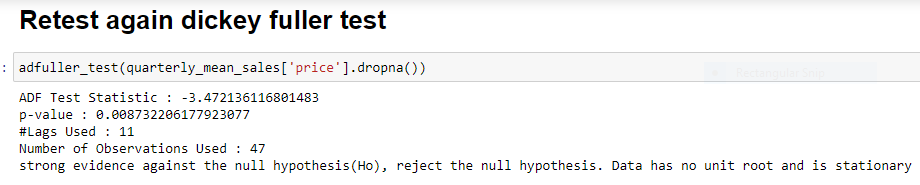 Retest again dickey fuller test
: adfuller_test(quarterly_mean_sales['price'].dropna())
ADF Test Statistic : -3.472136116801483
p-value : 0.008732206177923077
#Lags Used : 11
Number of Observations Used : 47
strong evidence against the null hypothesis(Ho), reject the null hypothesis. Data has no unit root and is stationary